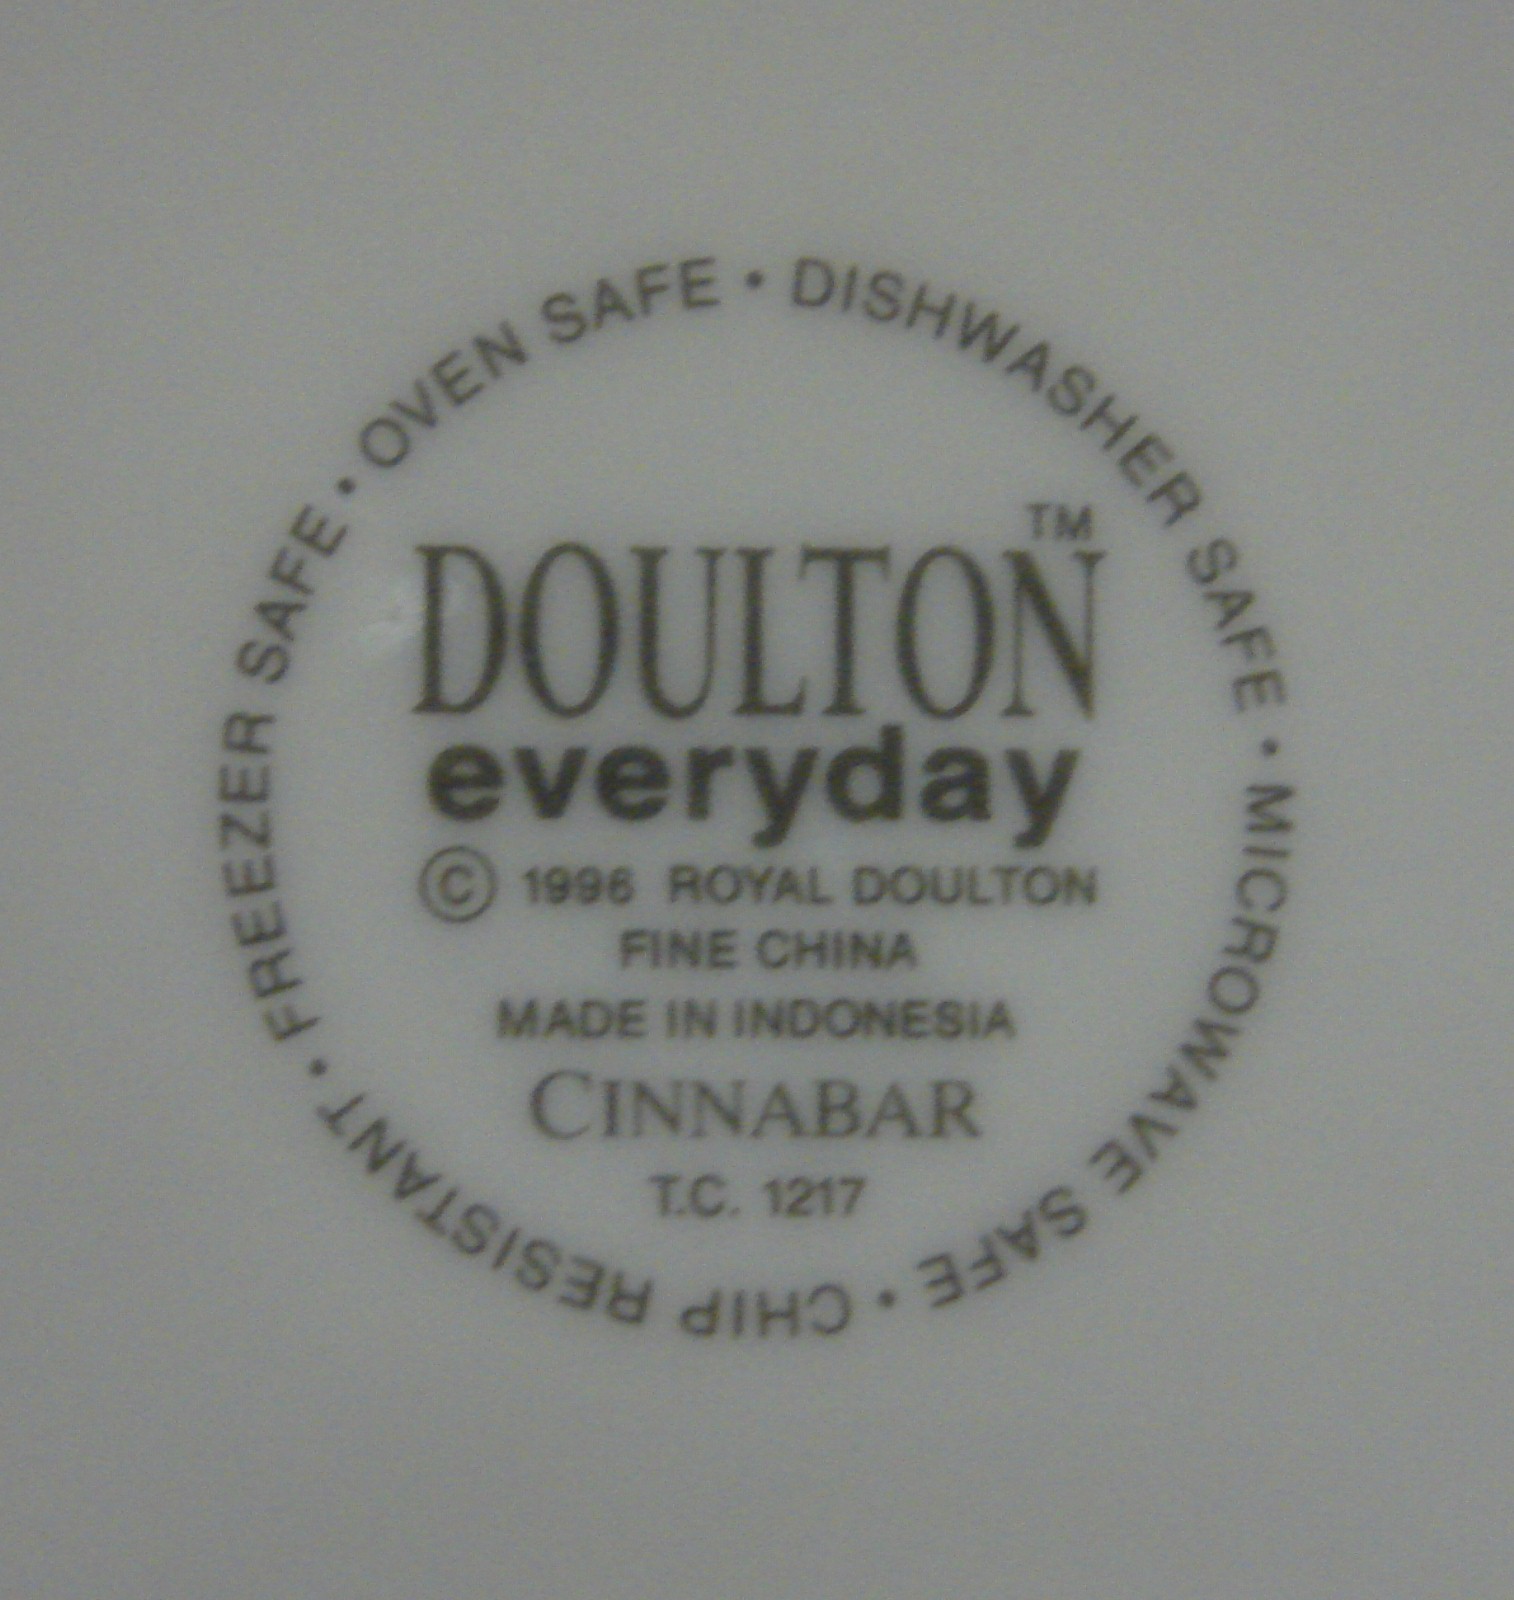 OVEN SAFE • DISHWASHER SAFE • MICROWAVE SAFE • CHIP RESISTANT • FREEZER SAFE •
DOULTON™
everyday
© 1996 ROYAL DOULTON
FINE CHINA
MADE IN INDONESIA
CINNABAR
T.C. 1217